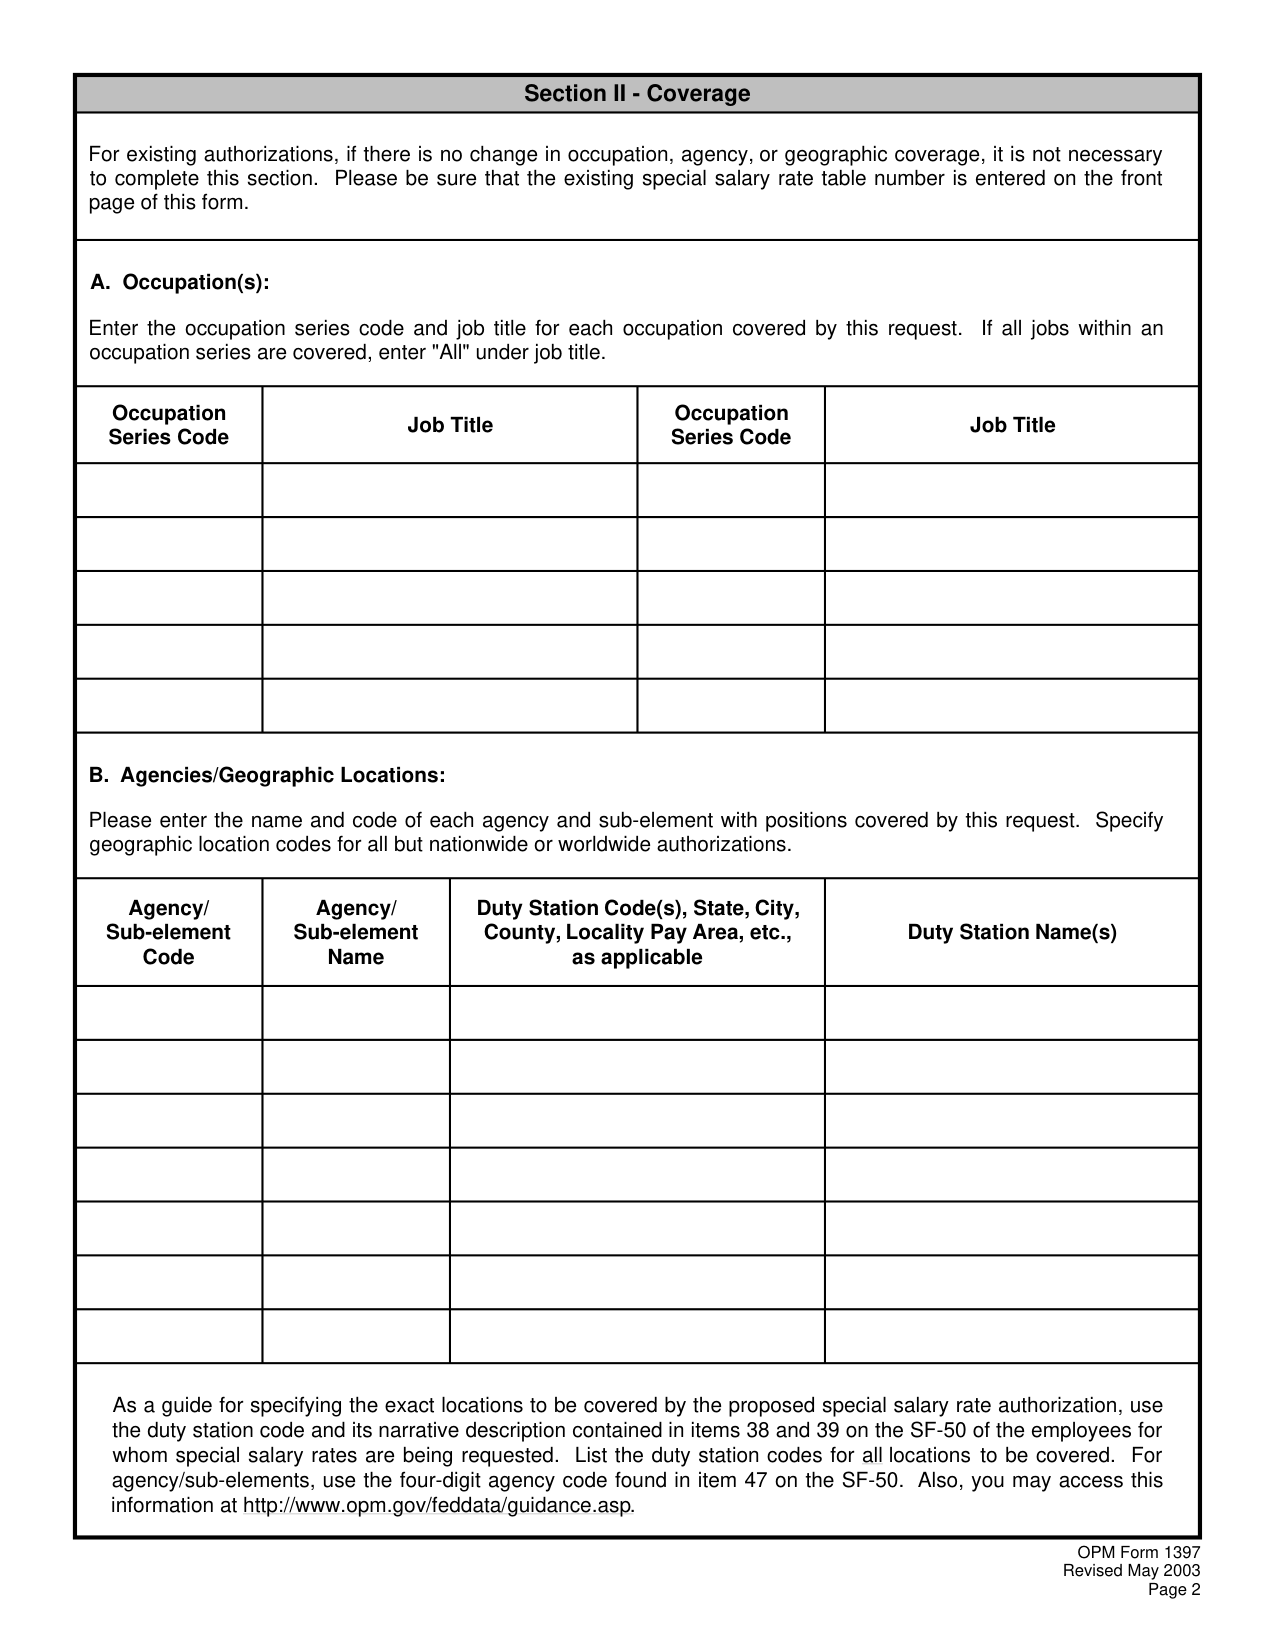 Section II - Coverage
For existing authorizations, if there is no change in occupation, agency, or geographic coverage, it is not necessary
to complete this section.  Please be sure that the existing special salary rate table number is entered on the front
page of this form.
A.  Occupation(s):
Enter the occupation series code and job title for each occupation covered by this request.  If all jobs within an
occupation series are covered, enter "All" under job title.
Occupation
Series Code
Job Title
Occupation
Series Code
Job Title
B.  Agencies/Geographic Locations:
Please enter the name and code of each agency and sub-element with positions covered by this request.  Specify
geographic location codes for all but nationwide or worldwide authorizations.
Agency/
Sub-element
Code
Agency/
Sub-element
Name
Duty Station Code(s), State, City,
County, Locality Pay Area, etc.,
as applicable
Duty Station Name(s)
As a guide for specifying the exact locations to be covered by the proposed special salary rate authorization, use
the duty station code and its narrative description contained in items 38 and 39 on the SF-50 of the employees for
whom special salary rates are being requested.  List the duty station codes for all locations to be covered.  For
agency/sub-elements, use the four-digit agency code found in item 47 on the SF-50.  Also, you may access this
information at http://www.opm.gov/feddata/guidance.asp.
OPM Form 1397
Revised May 2003
Page 2